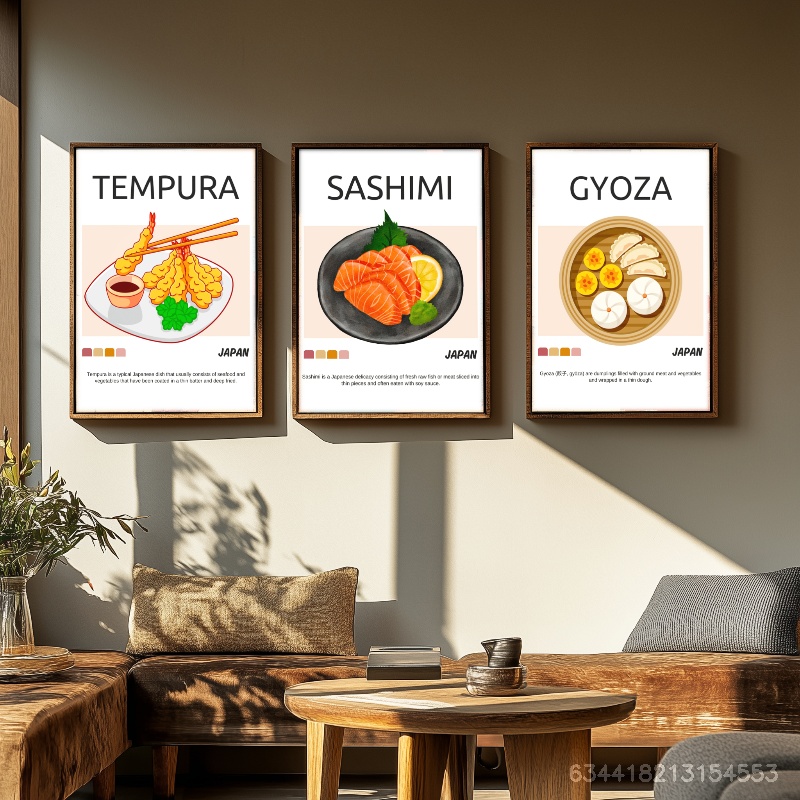 TEMPURA
JAPAN
Tempura is a typical Japanese dish that usually consists of seafood and
vegetables that have been coated in a thin batter and deep fried.
SASHIMI
JAPAN
Sashimi is a Japanese delicacy consisting of fresh raw fish or meat sliced into
thin pieces and often eaten with soy sauce.
GYOZA
JAPAN
Gyoza (餃子, gyōza) are dumplings filled with ground meat and vegetables
and wrapped in a thin dough.
634418213154553